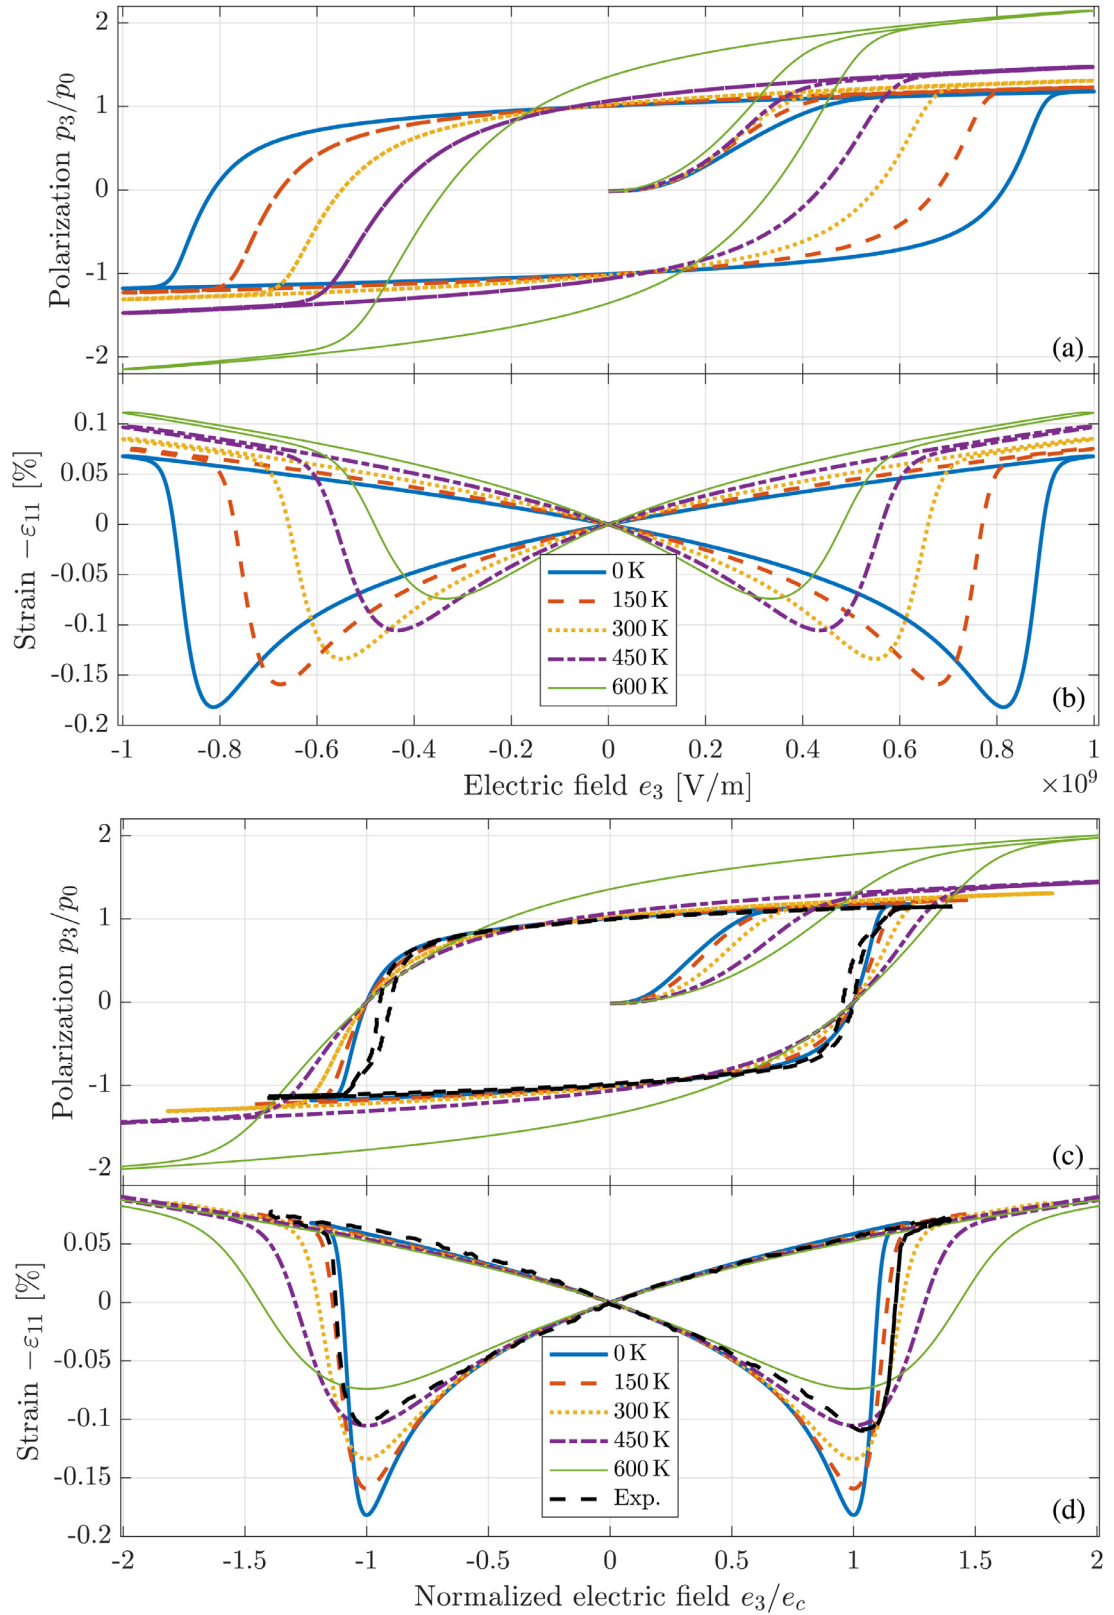 2
1
0
-1
-2
Polarization p₃/p₀
(a)
0.1
0.05
0
-0.05
-0.1
-0.15
-0.2
Strain −ε₁₁ [%]
0 K
150 K
300 K
450 K
600 K
(b)
-1 -0.8 -0.6 -0.4 -0.2 0 0.2 0.4 0.6 0.8 1
Electric field e₃ [V/m]
×10⁹
2
1
0
-1
-2
Polarization p₃/p₀
(c)
0.05
0
-0.05
-0.1
-0.15
-0.2
Strain −ε₁₁ [%]
0 K
150 K
300 K
450 K
600 K
Exp.
(d)
-2 -1.5 -1 -0.5 0 0.5 1 1.5 2
Normalized electric field e₃/e_c